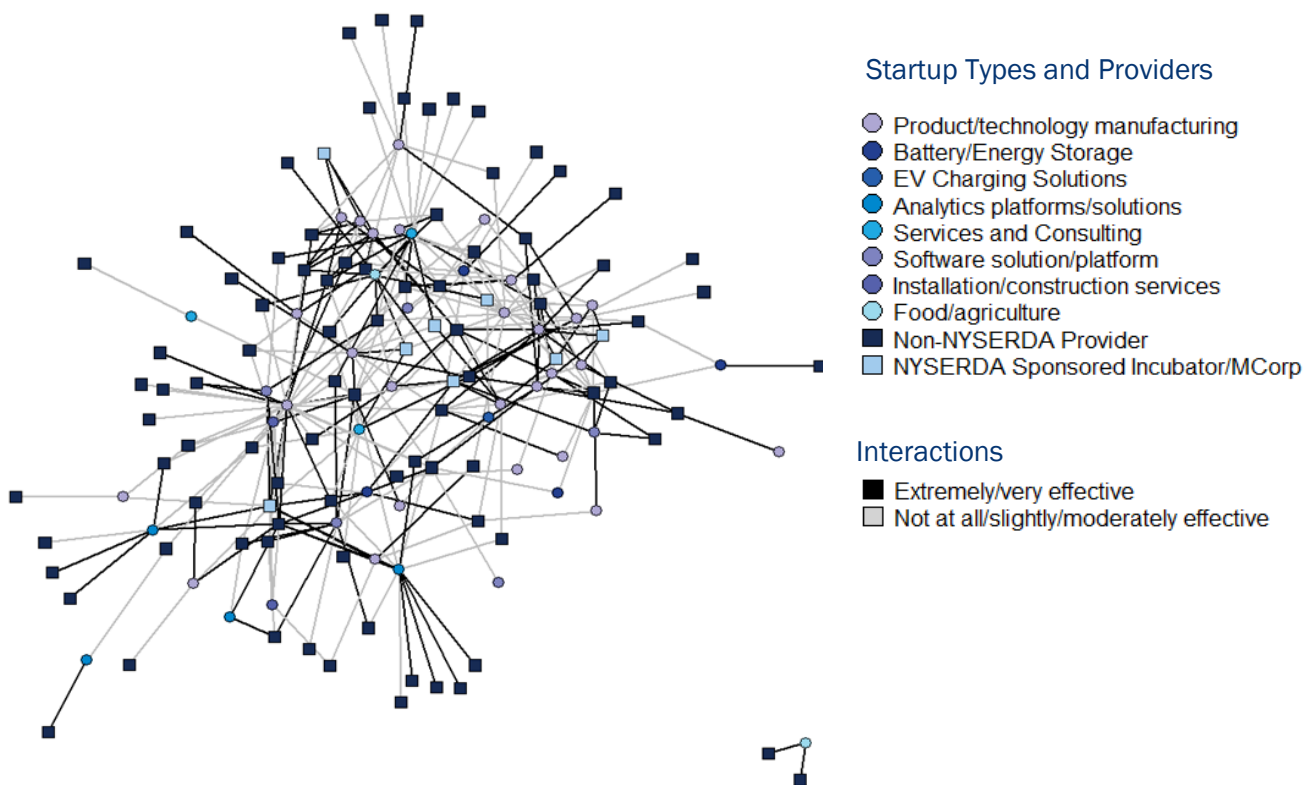 Startup Types and Providers
Product/technology manufacturing
Battery/Energy Storage
EV Charging Solutions
Analytics platforms/solutions
Services and Consulting
Software solution/platform
Installation/construction services
Food/agriculture
Non-NYSERDA Provider
NYSERDA Sponsored Incubator/MCorp
Interactions
Extremely/very effective
Not at all/slightly/moderately effective